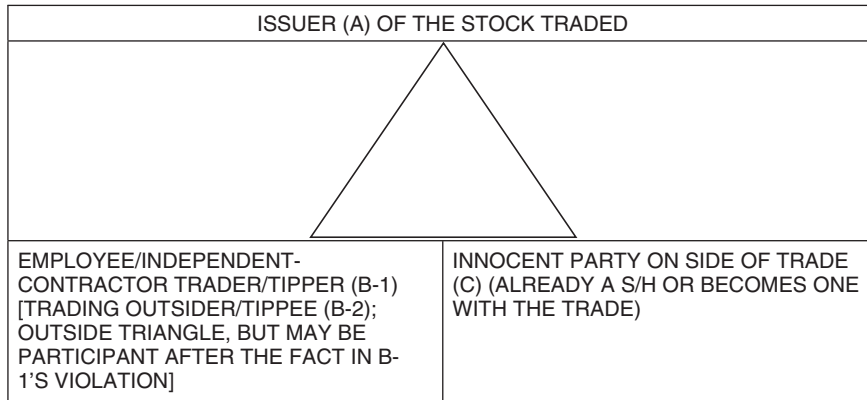 ISSUER (A) OF THE STOCK TRADED
EMPLOYEE/INDEPENDENT-
CONTRACTOR TRADER/TIPPER (B-1)
[TRADING OUTSIDER/TIPPEE (B-2);
OUTSIDE TRIANGLE, BUT MAY BE
PARTICIPANT AFTER THE FACT IN B-
1'S VIOLATION]
INNOCENT PARTY ON SIDE OF TRADE
(C) (ALREADY A S/H OR BECOMES ONE
WITH THE TRADE)